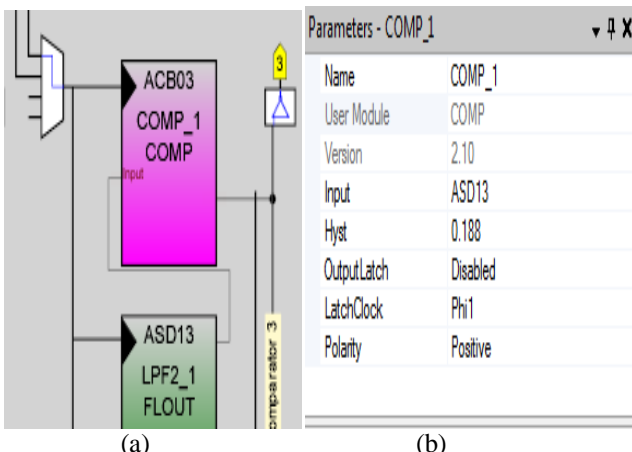 ACB03
COMP_1
COMP
Input
3
ASD13
LPF2_1
FLOUT
omparator 3
(a)
Parameters - COMP_1
Name COMP_1
User Module COMP
Version 2.10
Input ASD13
Hyst 0.188
OutputLatch Disabled
LatchClock Phi1
Polarity Positive
(b)